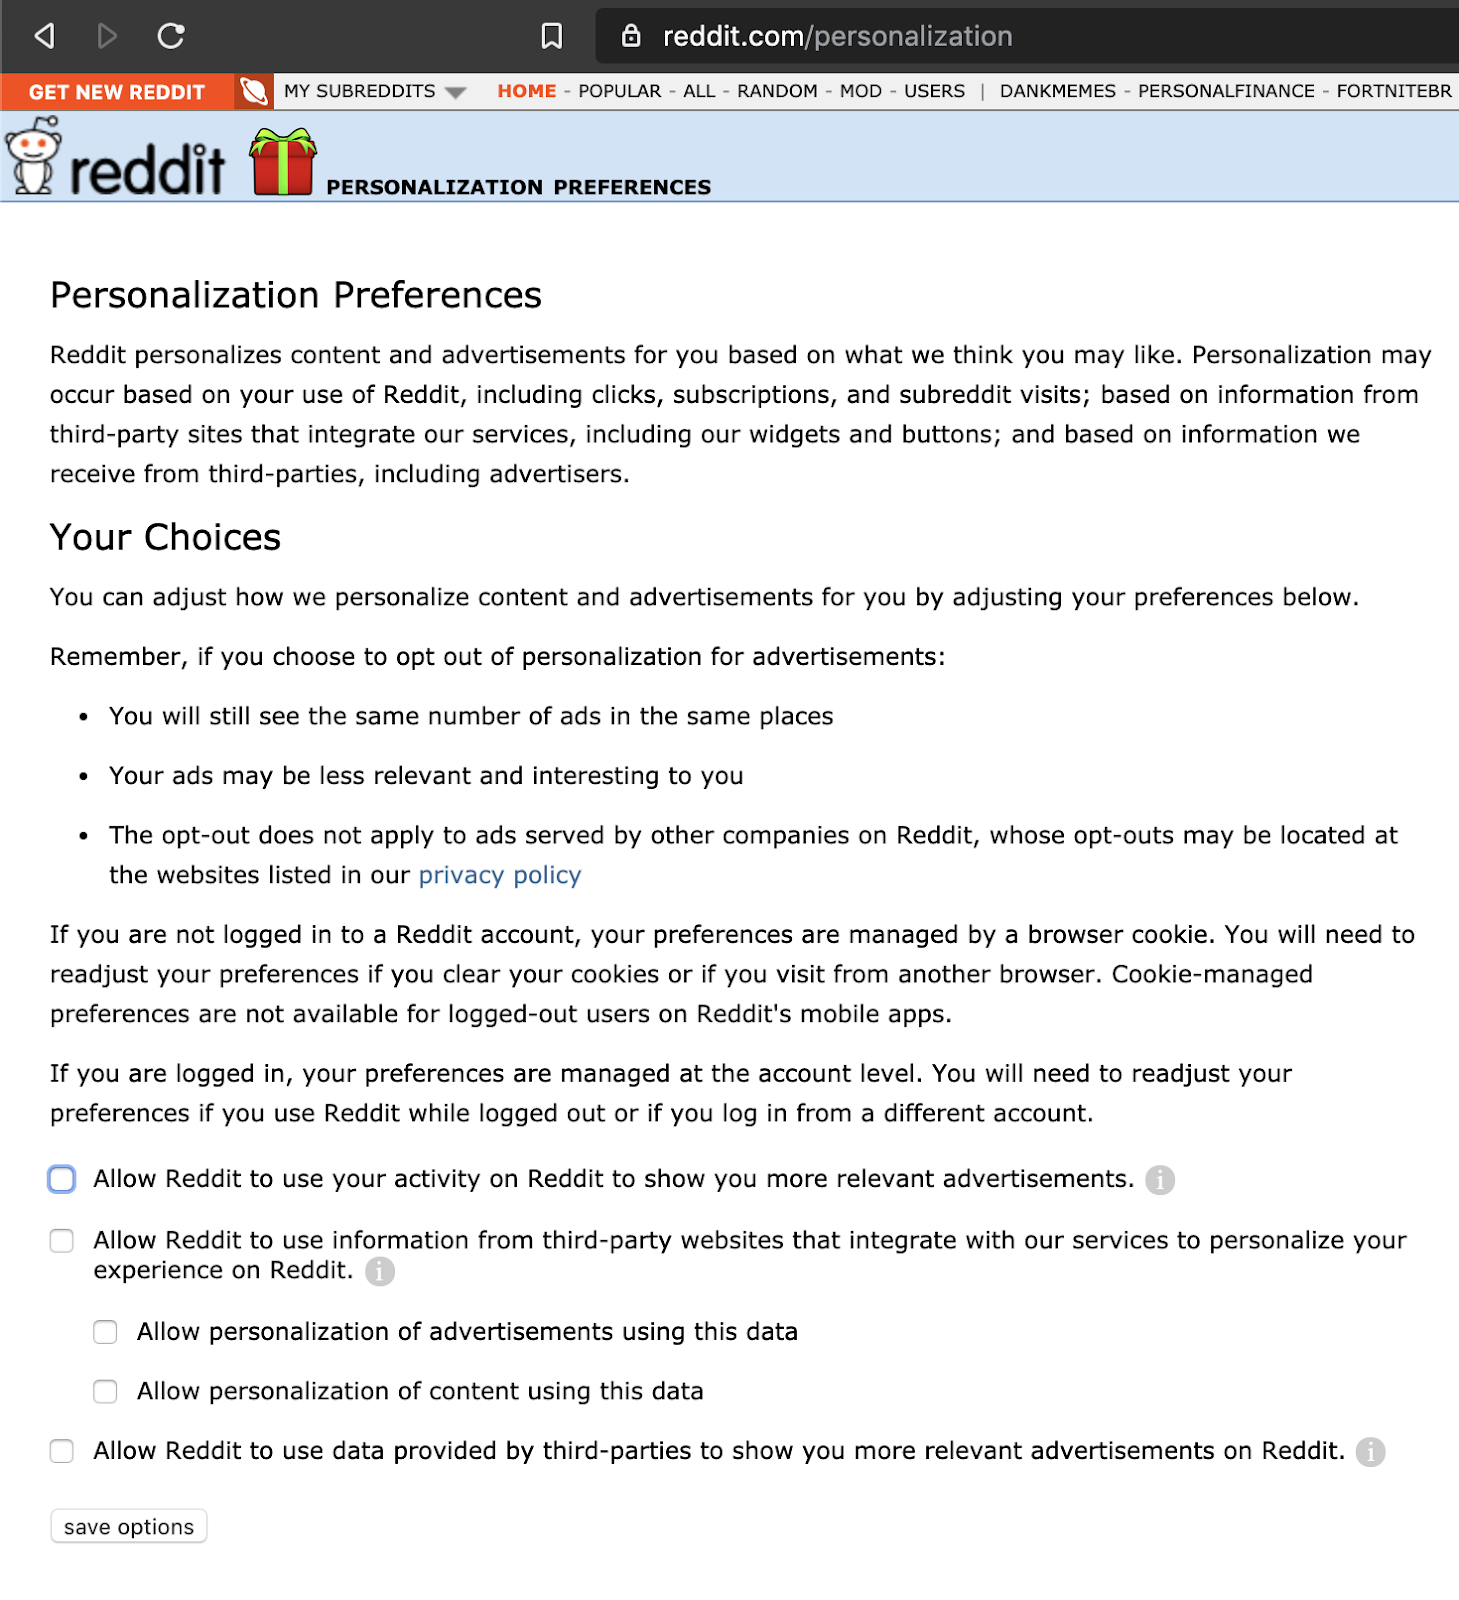 reddit.com/personalization
GET NEW REDDIT MY SUBREDDITS HOME - POPULAR - ALL - RANDOM - MOD - USERS | DANKMEMES - PERSONALFINANCE - FORTNITEBR
reddit PERSONALIZATION PREFERENCES
Personalization Preferences
Reddit personalizes content and advertisements for you based on what we think you may like. Personalization may
occur based on your use of Reddit, including clicks, subscriptions, and subreddit visits; based on information from
third-party sites that integrate our services, including our widgets and buttons; and based on information we
receive from third-parties, including advertisers.
Your Choices
You can adjust how we personalize content and advertisements for you by adjusting your preferences below.
Remember, if you choose to opt out of personalization for advertisements:
• You will still see the same number of ads in the same places
• Your ads may be less relevant and interesting to you
• The opt-out does not apply to ads served by other companies on Reddit, whose opt-outs may be located at
the websites listed in our privacy policy
If you are not logged in to a Reddit account, your preferences are managed by a browser cookie. You will need to
readjust your preferences if you clear your cookies or if you visit from another browser. Cookie-managed
preferences are not available for logged-out users on Reddit's mobile apps.
If you are logged in, your preferences are managed at the account level. You will need to readjust your
preferences if you use Reddit while logged out or if you log in from a different account.
Allow Reddit to use your activity on Reddit to show you more relevant advertisements. i
Allow Reddit to use information from third-party websites that integrate with our services to personalize your
experience on Reddit. i
Allow personalization of advertisements using this data
Allow personalization of content using this data
Allow Reddit to use data provided by third-parties to show you more relevant advertisements on Reddit. i
save options